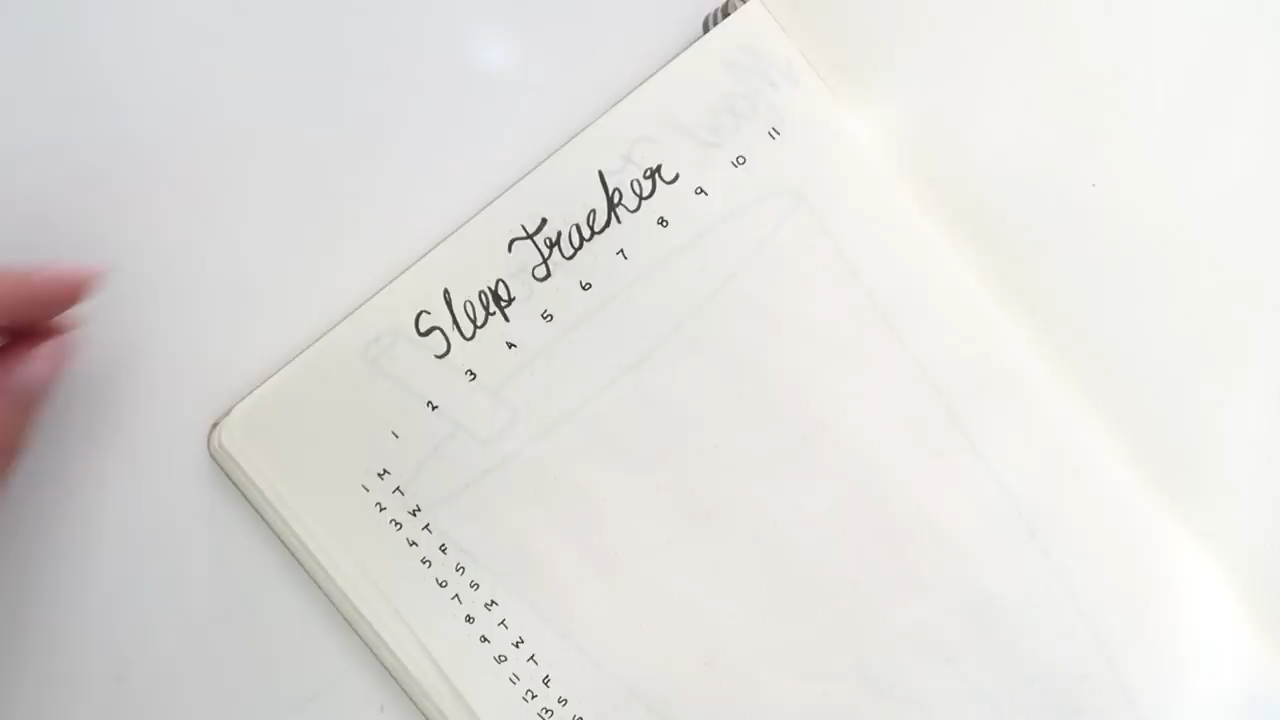 Sleep Tracker
1 2 3 4 5 6 7 8 9 10 11
1 M
2 T
3 W
4 T
5 F
6 S
7 S
8 M
9 T
10 W
11 T
12 F
13 S